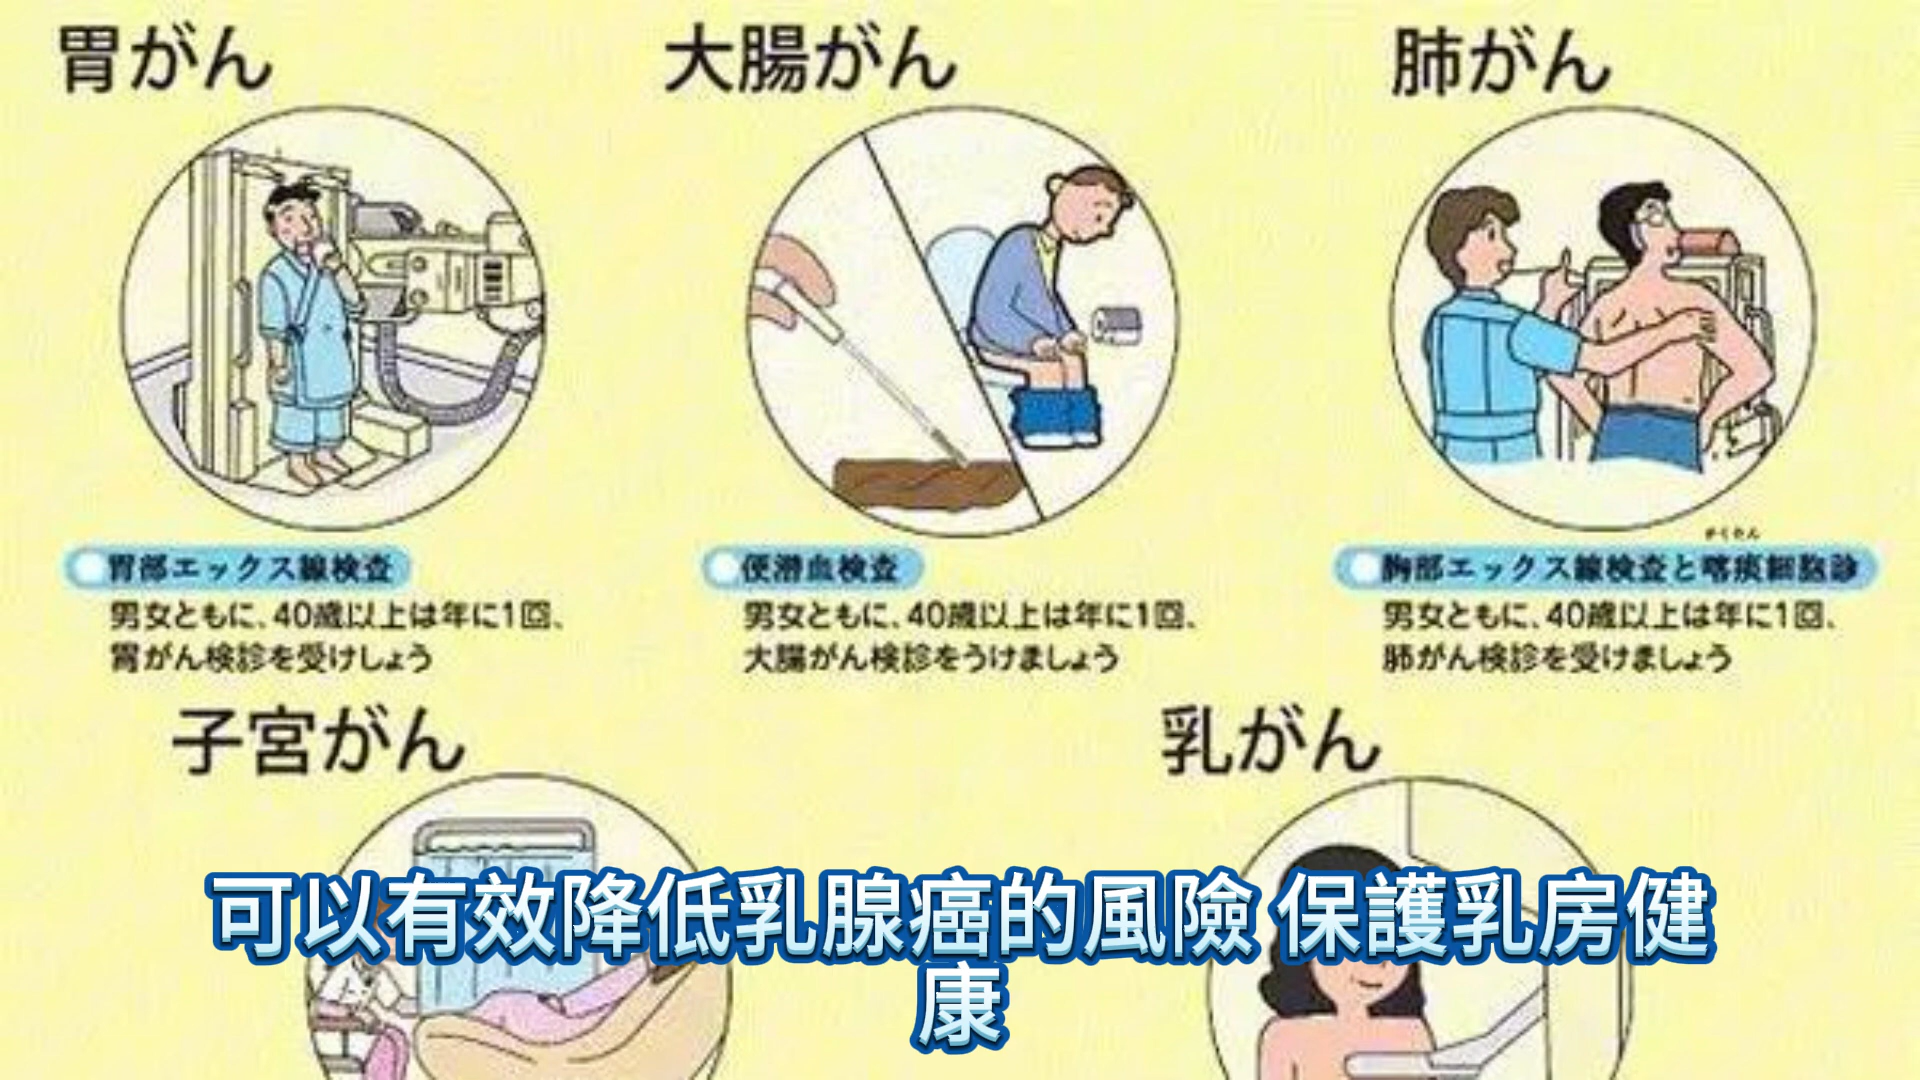 胃がん
大腸がん
肺がん
胃部エックス線検査
男女ともに、40歳以上は年に1回、
胃がん検診を受けしょう
便潜血検査
男女ともに、40歳以上は年に1回、
大腸がん検診をうけましょう
かくたん
胸部エックス線検査と喀痰細胞診
男女ともに、40歳以上は年に1回、
肺がん検診を受けましょう
子宮がん
乳がん
可以有效降低乳腺癌的風險 保護乳房健
康